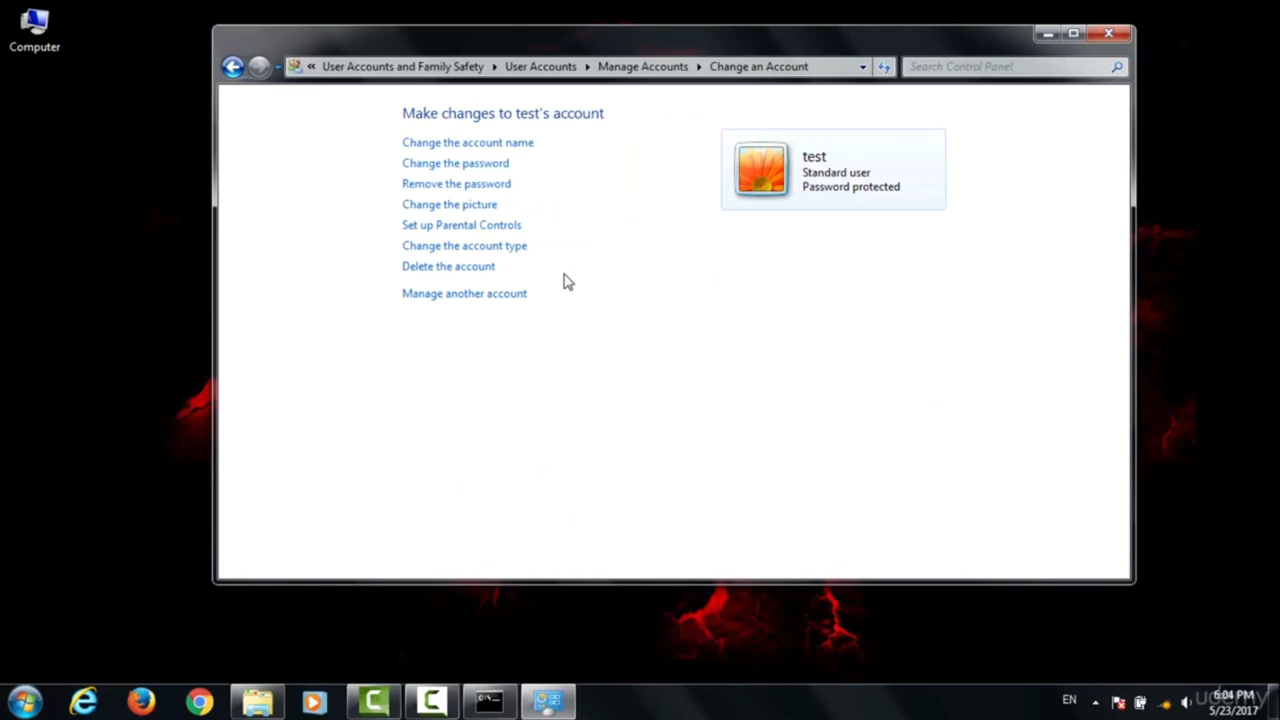 Computer
« User Accounts and Family Safety ▸ User Accounts ▸ Manage Accounts ▸ Change an Account
Search Control Panel
Make changes to test's account
Change the account name
Change the password
Remove the password
Change the picture
Set up Parental Controls
Change the account type
Delete the account
Manage another account
test
Standard user
Password protected
C:\
EN
6:04 PM
5/23/2017
udemy